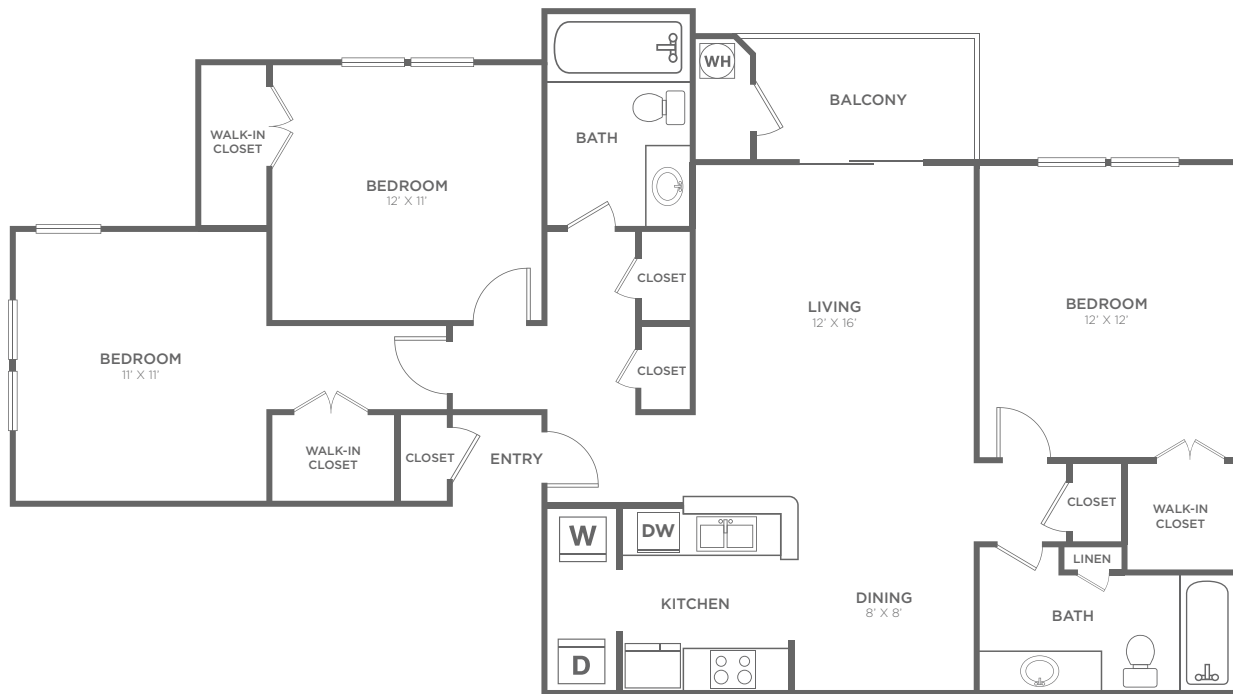 WH
BALCONY
WALK-IN
CLOSET
BATH
BEDROOM
12' X 11'
CLOSET
LIVING
12' X 16'
BEDROOM
12' X 12'
BEDROOM
11' X 11'
CLOSET
WALK-IN
CLOSET
CLOSET
ENTRY
CLOSET
WALK-IN
CLOSET
W
DW
LINEN
KITCHEN
DINING
8' X 8'
BATH
D